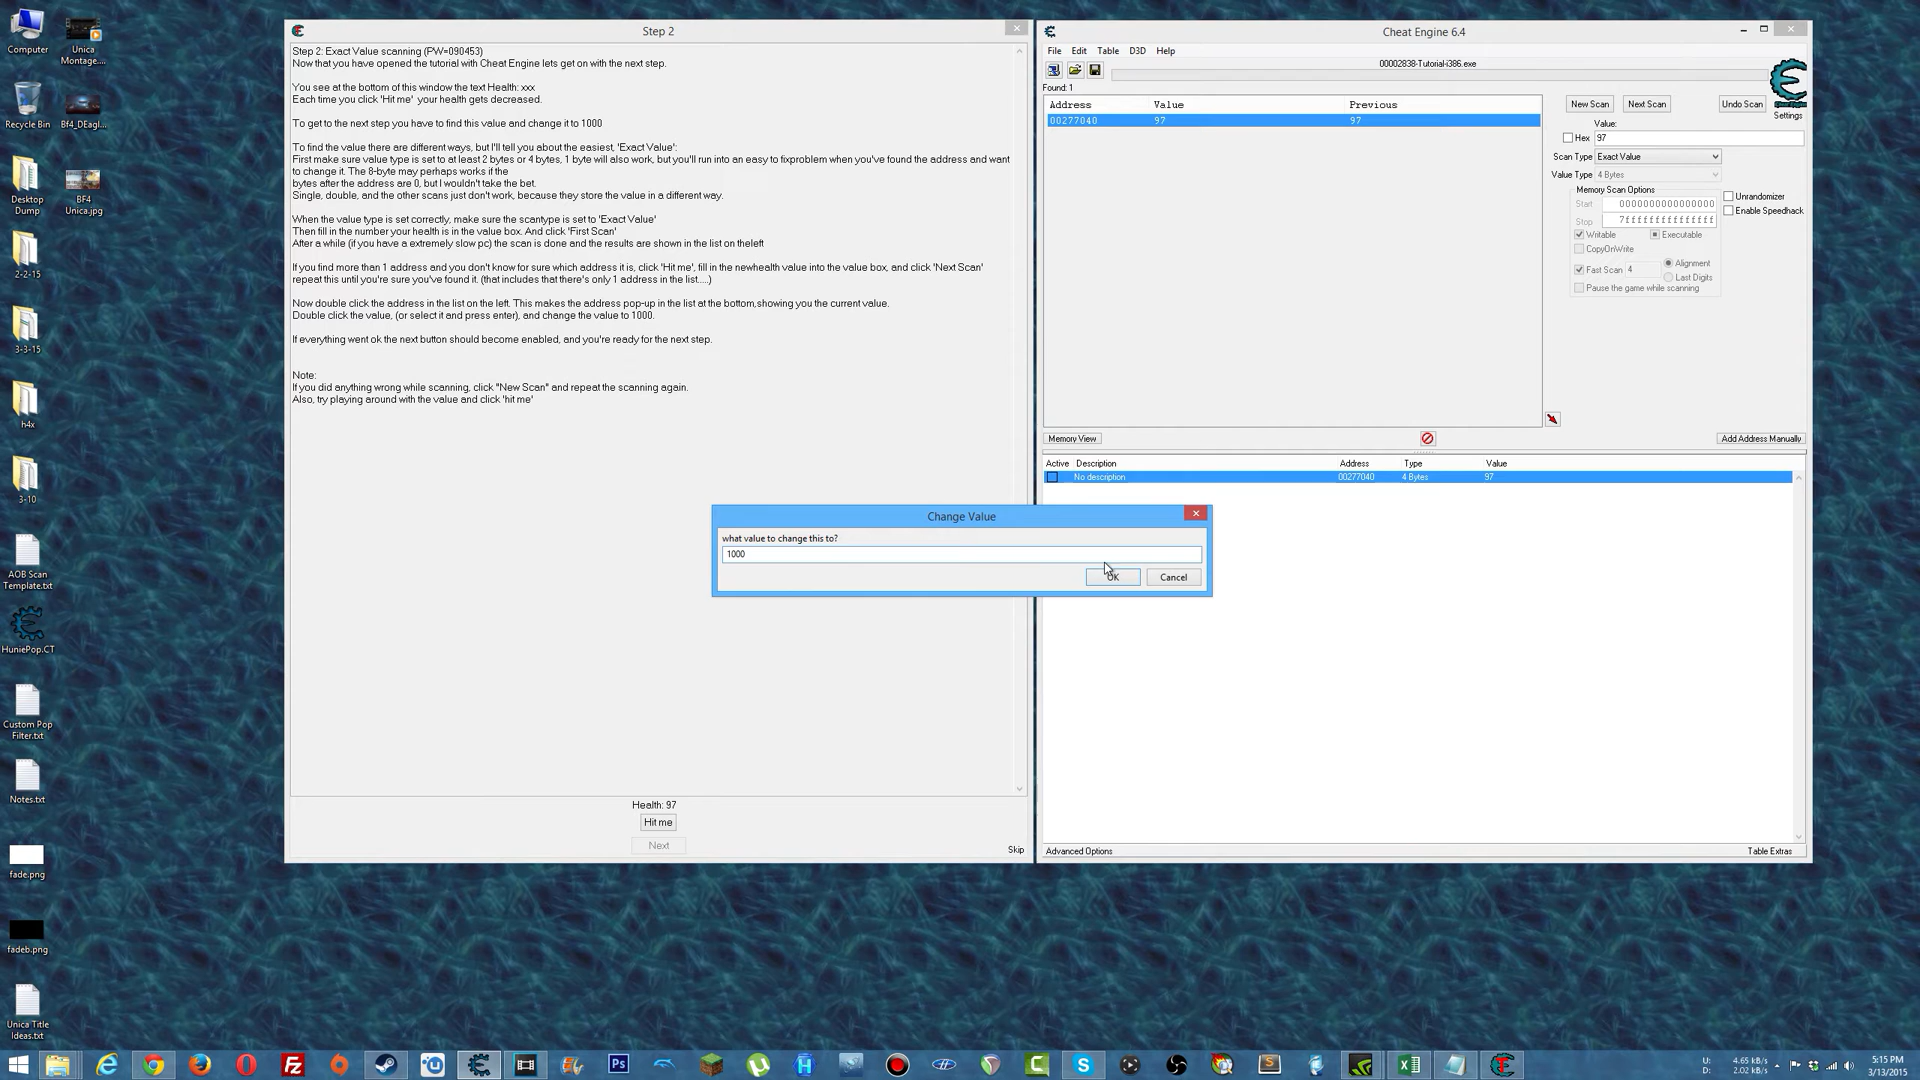 Computer
Unica
Montage....
Recycle Bin
Bf4_DEagl...
Desktop
Dump
BF4
Unica.jpg
2-2-15
3-3-15
h4x
3-10
AOB Scan
Template.txt
HuniePop.CT
Custom Pop
Filter.txt
Notes.txt
fade.png
fadeb.png
Unica Title
Ideas.txt
Step 2
Step 2: Exact Value scanning (PW=090453)
Now that you have opened the tutorial with Cheat Engine lets get on with the next step.
You see at the bottom of this window the text Health: xxx
Each time you click 'Hit me'  your health gets decreased.
To get to the next step you have to find this value and change it to 1000
To find the value there are different ways, but I'll tell you about the easiest, 'Exact Value':
First make sure value type is set to at least 2 bytes or 4 bytes, 1 byte will also work, but you'll run into an easy to fixproblem when you've found the address and want
to change it. The 8-byte may perhaps works if the
bytes after the address are 0, but I wouldn't take the bet.
Single, double, and the other scans just don't work, because they store the value in a different way.
When the value type is set correctly, make sure the scantype is set to 'Exact Value'
Then fill in the number your health is in the value box. And click 'First Scan'
After a while (if you have a extremely slow pc) the scan is done and the results are shown in the list on theleft
If you find more than 1 address and you don't know for sure which address it is, click 'Hit me', fill in the newhealth value into the value box, and click 'Next Scan'
repeat this until you're sure you've found it. (that includes that there's only 1 address in the list.....)
Now double click the address in the list on the left. This makes the address pop-up in the list at the bottom,showing you the current value.
Double click the value, (or select it and press enter), and change the value to 1000.
If everything went ok the next button should become enabled, and you're ready for the next step.
Note:
If you did anything wrong while scanning, click "New Scan" and repeat the scanning again.
Also, try playing around with the value and click 'hit me'
Health: 97
Hit me
Next
Skip
Cheat Engine 6.4
File Edit Table D3D Help
00002838-Tutorial-i386.exe
Found: 1
Address Value Previous
00277040 97 97
New Scan Next Scan Undo Scan
Settings
Value:
Hex 97
Scan Type Exact Value
Value Type 4 Bytes
Memory Scan Options
Start 0000000000000000
Stop 7fffffffffffffff
Writable Executable
CopyOnWrite
Fast Scan 4 Alignment
Last Digits
Pause the game while scanning
Unrandomizer
Enable Speedhack
Memory View
Add Address Manually
Active Description Address Type Value
No description 00277040 4 Bytes 97
Change Value
what value to change this to?
1000
OK Cancel
Advanced Options
Table Extras
U: 4.65 kB/s
D: 2.02 kB/s
5:15 PM
3/13/2015